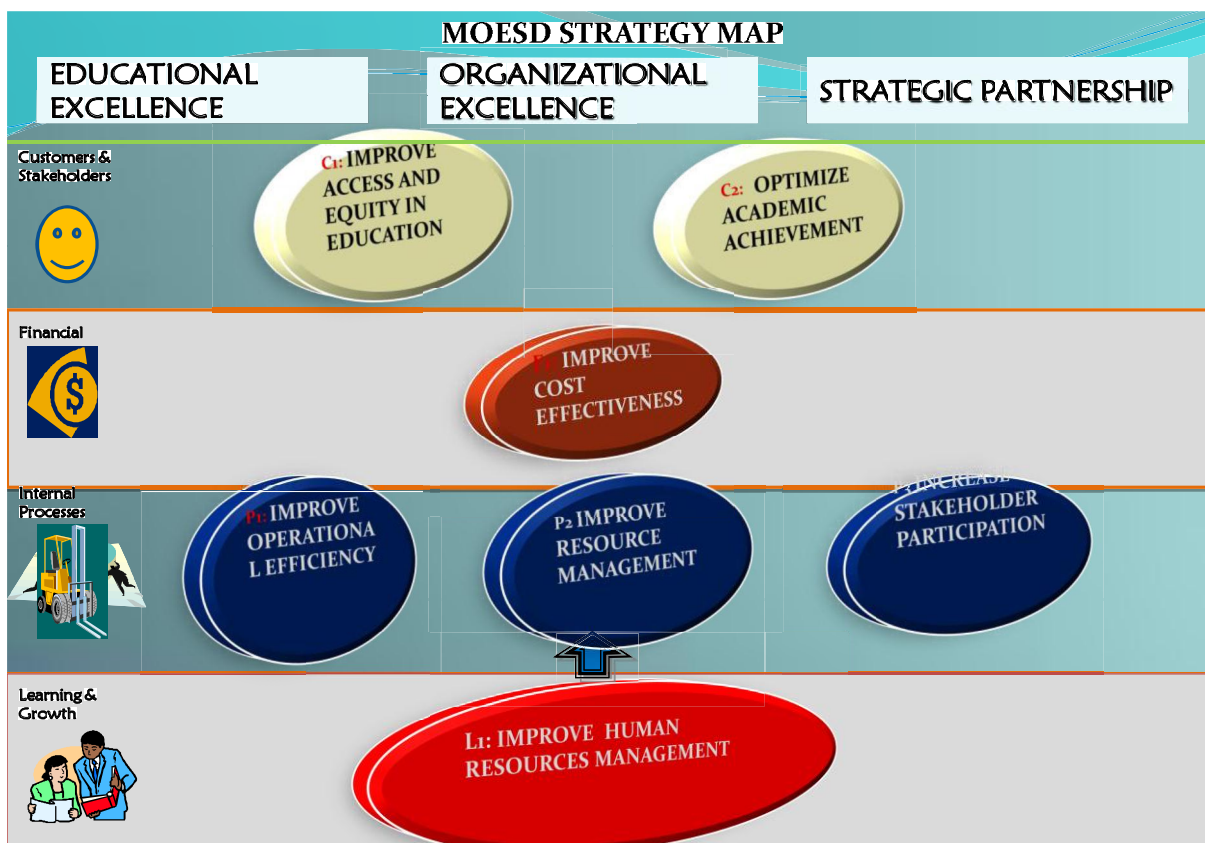 MOESD STRATEGY MAP
EDUCATIONAL
EXCELLENCE
ORGANIZATIONAL
EXCELLENCE
STRATEGIC PARTNERSHIP
Customers &
Stakeholders
C1: IMPROVE
ACCESS AND
EQUITY IN
EDUCATION
C2: OPTIMIZE
ACADEMIC
ACHIEVEMENT
Financial
$
IMPROVE
COST
EFFECTIVENESS
Internal
Processes
P1: IMPROVE
OPERATIONA
L EFFICIENCY
P2 IMPROVE
RESOURCE
MANAGEMENT
INCREASE
STAKEHOLDER
PARTICIPATION
Learning &
Growth
L1: IMPROVE HUMAN
RESOURCES MANAGEMENT